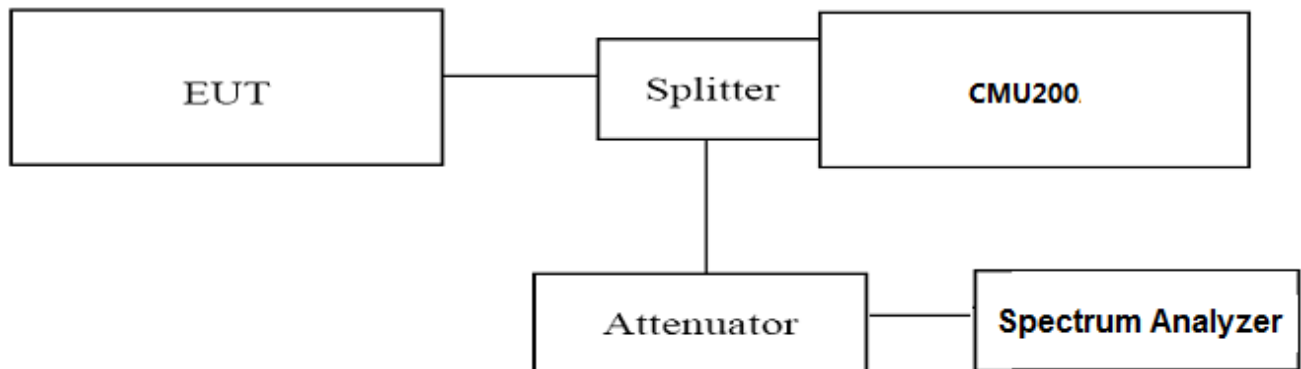 EUT
Splitter
CMU200
Attenuator
Spectrum Analyzer